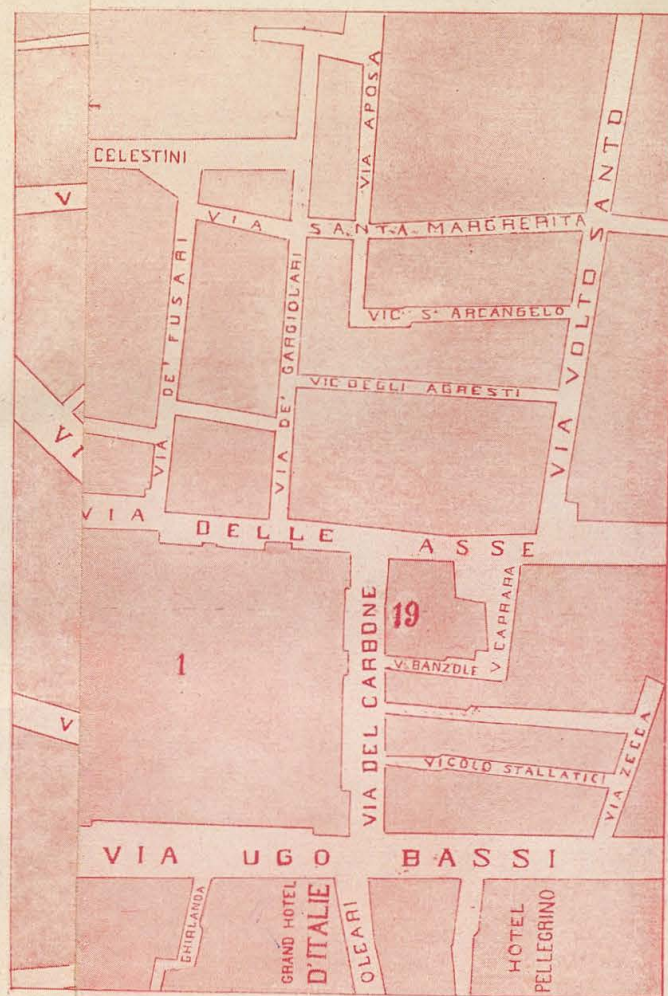 CELESTINI
VIA APOSA
VIA SANTA MARGHERITA
VIA VOLTO SANTO
VIA DE' FUSARI
VIA DE' GARGIOLARI
VIC. S. ARCANGELO
VIC DEGLI AGRESTI
VIA DELLE ASSE
V
IA
V
1
19
VIA DEL CARBONE
V. CAPRARA
V. BANZOLE
VICOLO STALLATICI
VIA ZECCA
VIA UGO BASSI
GHIRLANDA
GRAND HOTEL
D'ITALIE
OLEARI
HOTEL
PELLEGRINO